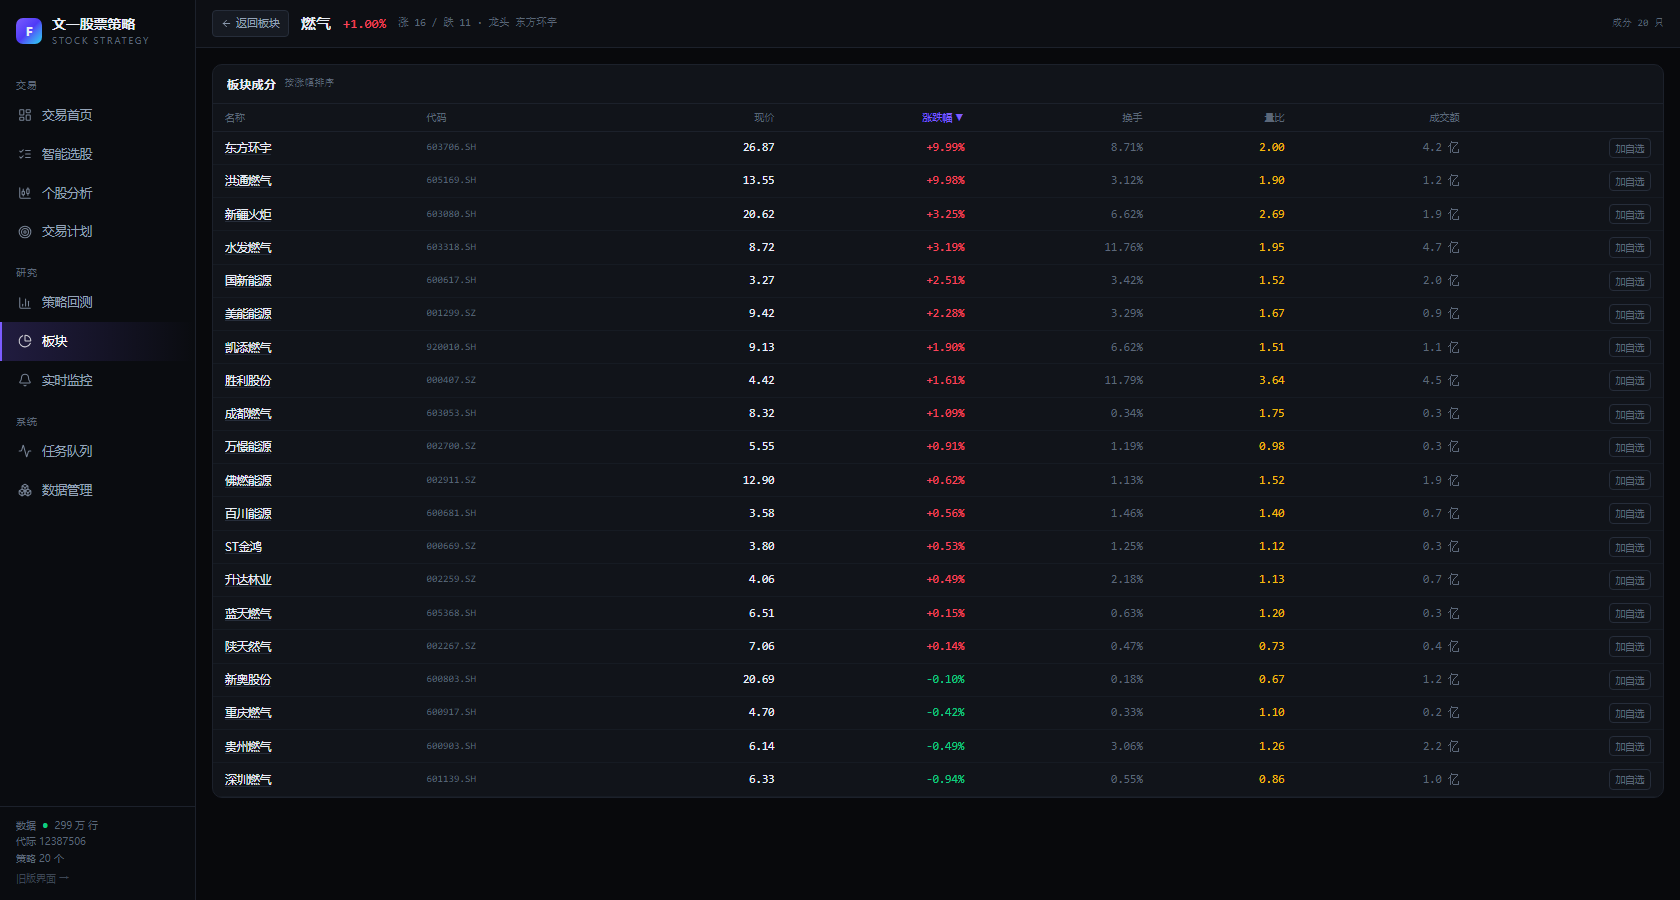 F 文一股票策略
STOCK STRATEGY
交易
交易首页
智能选股
个股分析
交易计划
研究
策略回测
板块
实时监控
系统
任务队列
数据管理
数据 ● 299 万 行
代际 12387506
策略 20 个
旧版界面 →
← 返回板块 燃气 +1.00% 涨 16 / 跌 11 · 龙头 东方环宇 成分 20 只
板块成分 按涨幅排序
名称 代码 现价 涨跌幅▼ 换手 量比 成交额
东方环宇 603706.SH 26.87 +9.99% 8.71% 2.00 4.2 亿 加自选
洪通燃气 605169.SH 13.55 +9.98% 3.12% 1.90 1.2 亿 加自选
新疆火炬 603080.SH 20.62 +3.25% 6.62% 2.69 1.9 亿 加自选
水发燃气 603318.SH 8.72 +3.19% 11.76% 1.95 4.7 亿 加自选
国新能源 600617.SH 3.27 +2.51% 3.42% 1.52 2.0 亿 加自选
美能能源 001299.SZ 9.42 +2.28% 3.29% 1.67 0.9 亿 加自选
凯添燃气 920010.SH 9.13 +1.90% 6.62% 1.51 1.1 亿 加自选
胜利股份 000407.SZ 4.42 +1.61% 11.79% 3.64 4.5 亿 加自选
成都燃气 603053.SH 8.32 +1.09% 0.34% 1.75 0.3 亿 加自选
万憬能源 002700.SZ 5.55 +0.91% 1.19% 0.98 0.3 亿 加自选
佛燃能源 002911.SZ 12.90 +0.62% 1.13% 1.52 1.9 亿 加自选
百川能源 600681.SH 3.58 +0.56% 1.46% 1.40 0.7 亿 加自选
ST金鸿 000669.SZ 3.80 +0.53% 1.25% 1.12 0.3 亿 加自选
升达林业 002259.SZ 4.06 +0.49% 2.18% 1.13 0.7 亿 加自选
蓝天燃气 605368.SH 6.51 +0.15% 0.63% 1.20 0.3 亿 加自选
陕天然气 002267.SZ 7.06 +0.14% 0.47% 0.73 0.4 亿 加自选
新奥股份 600803.SH 20.69 -0.10% 0.18% 0.67 1.2 亿 加自选
重庆燃气 600917.SH 4.70 -0.42% 0.33% 1.10 0.2 亿 加自选
贵州燃气 600903.SH 6.14 -0.49% 3.06% 1.26 2.2 亿 加自选
深圳燃气 601139.SH 6.33 -0.94% 0.55% 0.86 1.0 亿 加自选